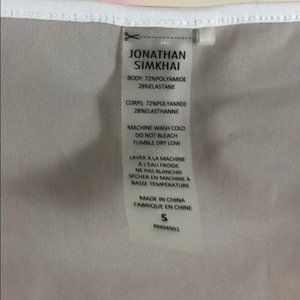 JONATHAN
SIMKHAI
BODY: 72%POLYAMIDE
28%ELASTANE
CORPS: 72%POLYAMIDE
28%ELASTHANNE
MACHINE WASH COLD
DO NOT BLEACH
TUMBLE DRY LOW
LAVER À LA MACHINE
À L'EAU FROIDE
NE PAS BLANCHIR
SÉCHER EN MACHINE À
BASSE TEMPÉRATURE
MADE IN CHINA
FABRIQUE EN CHINE
S
RN94992